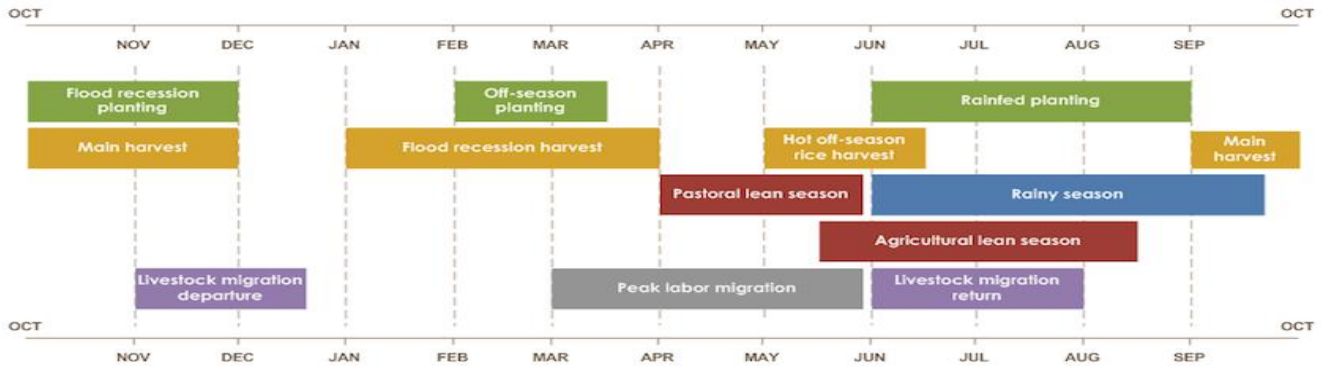 OCT OCT
NOV DEC JAN FEB MAR APR MAY JUN JUL AUG SEP
Flood recession
planting
Off-season
planting
Rainfed planting
Main harvest
Flood recession harvest
Hot off-season
rice harvest
Main
harvest
Pastoral lean season
Rainy season
Agricultural lean season
Livestock migration
departure
Peak labor migration
Livestock migration
return
OCT OCT
NOV DEC JAN FEB MAR APR MAY JUN JUL AUG SEP